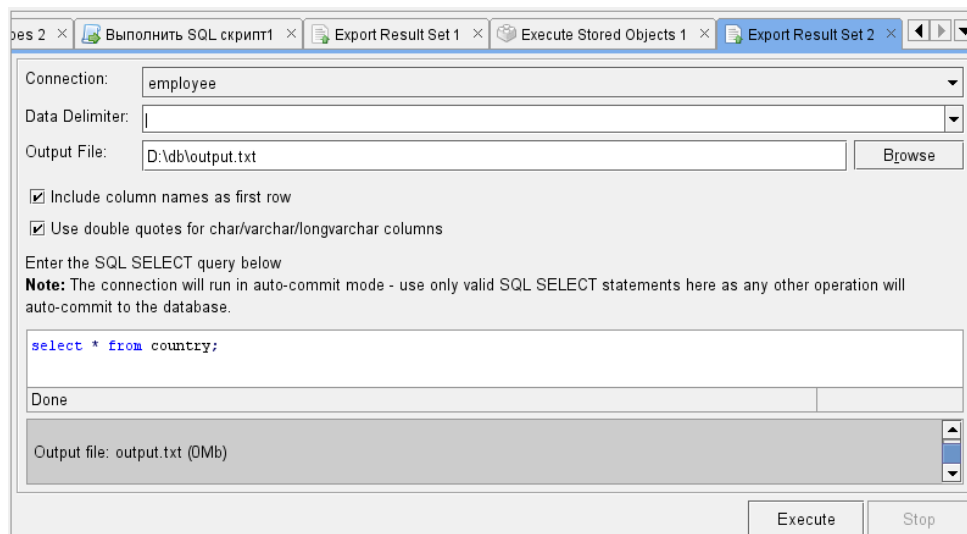 pes 2 Выполнить SQL скрипт1 Export Result Set 1 Execute Stored Objects 1 Export Result Set 2
Connection: employee
Data Delimiter: |
Output File: D:\db\output.txt Browse
Include column names as first row
Use double quotes for char/varchar/longvarchar columns
Enter the SQL SELECT query below
Note: The connection will run in auto-commit mode - use only valid SQL SELECT statements here as any other operation will
auto-commit to the database.
select * from country;
Done
Output file: output.txt (0Mb)
Execute Stop